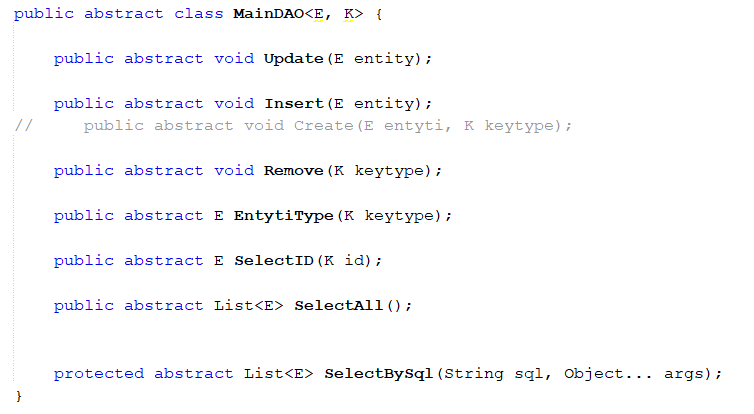 public abstract class MainDAO<E, K> {
public abstract void Update(E entity);
public abstract void Insert(E entity);
//     public abstract void Create(E entyti, K keytype);
public abstract void Remove(K keytype);
public abstract E EntytiType(K keytype);
public abstract E SelectID(K id);
public abstract List<E> SelectAll();
protected abstract List<E> SelectBySql(String sql, Object... args);
}